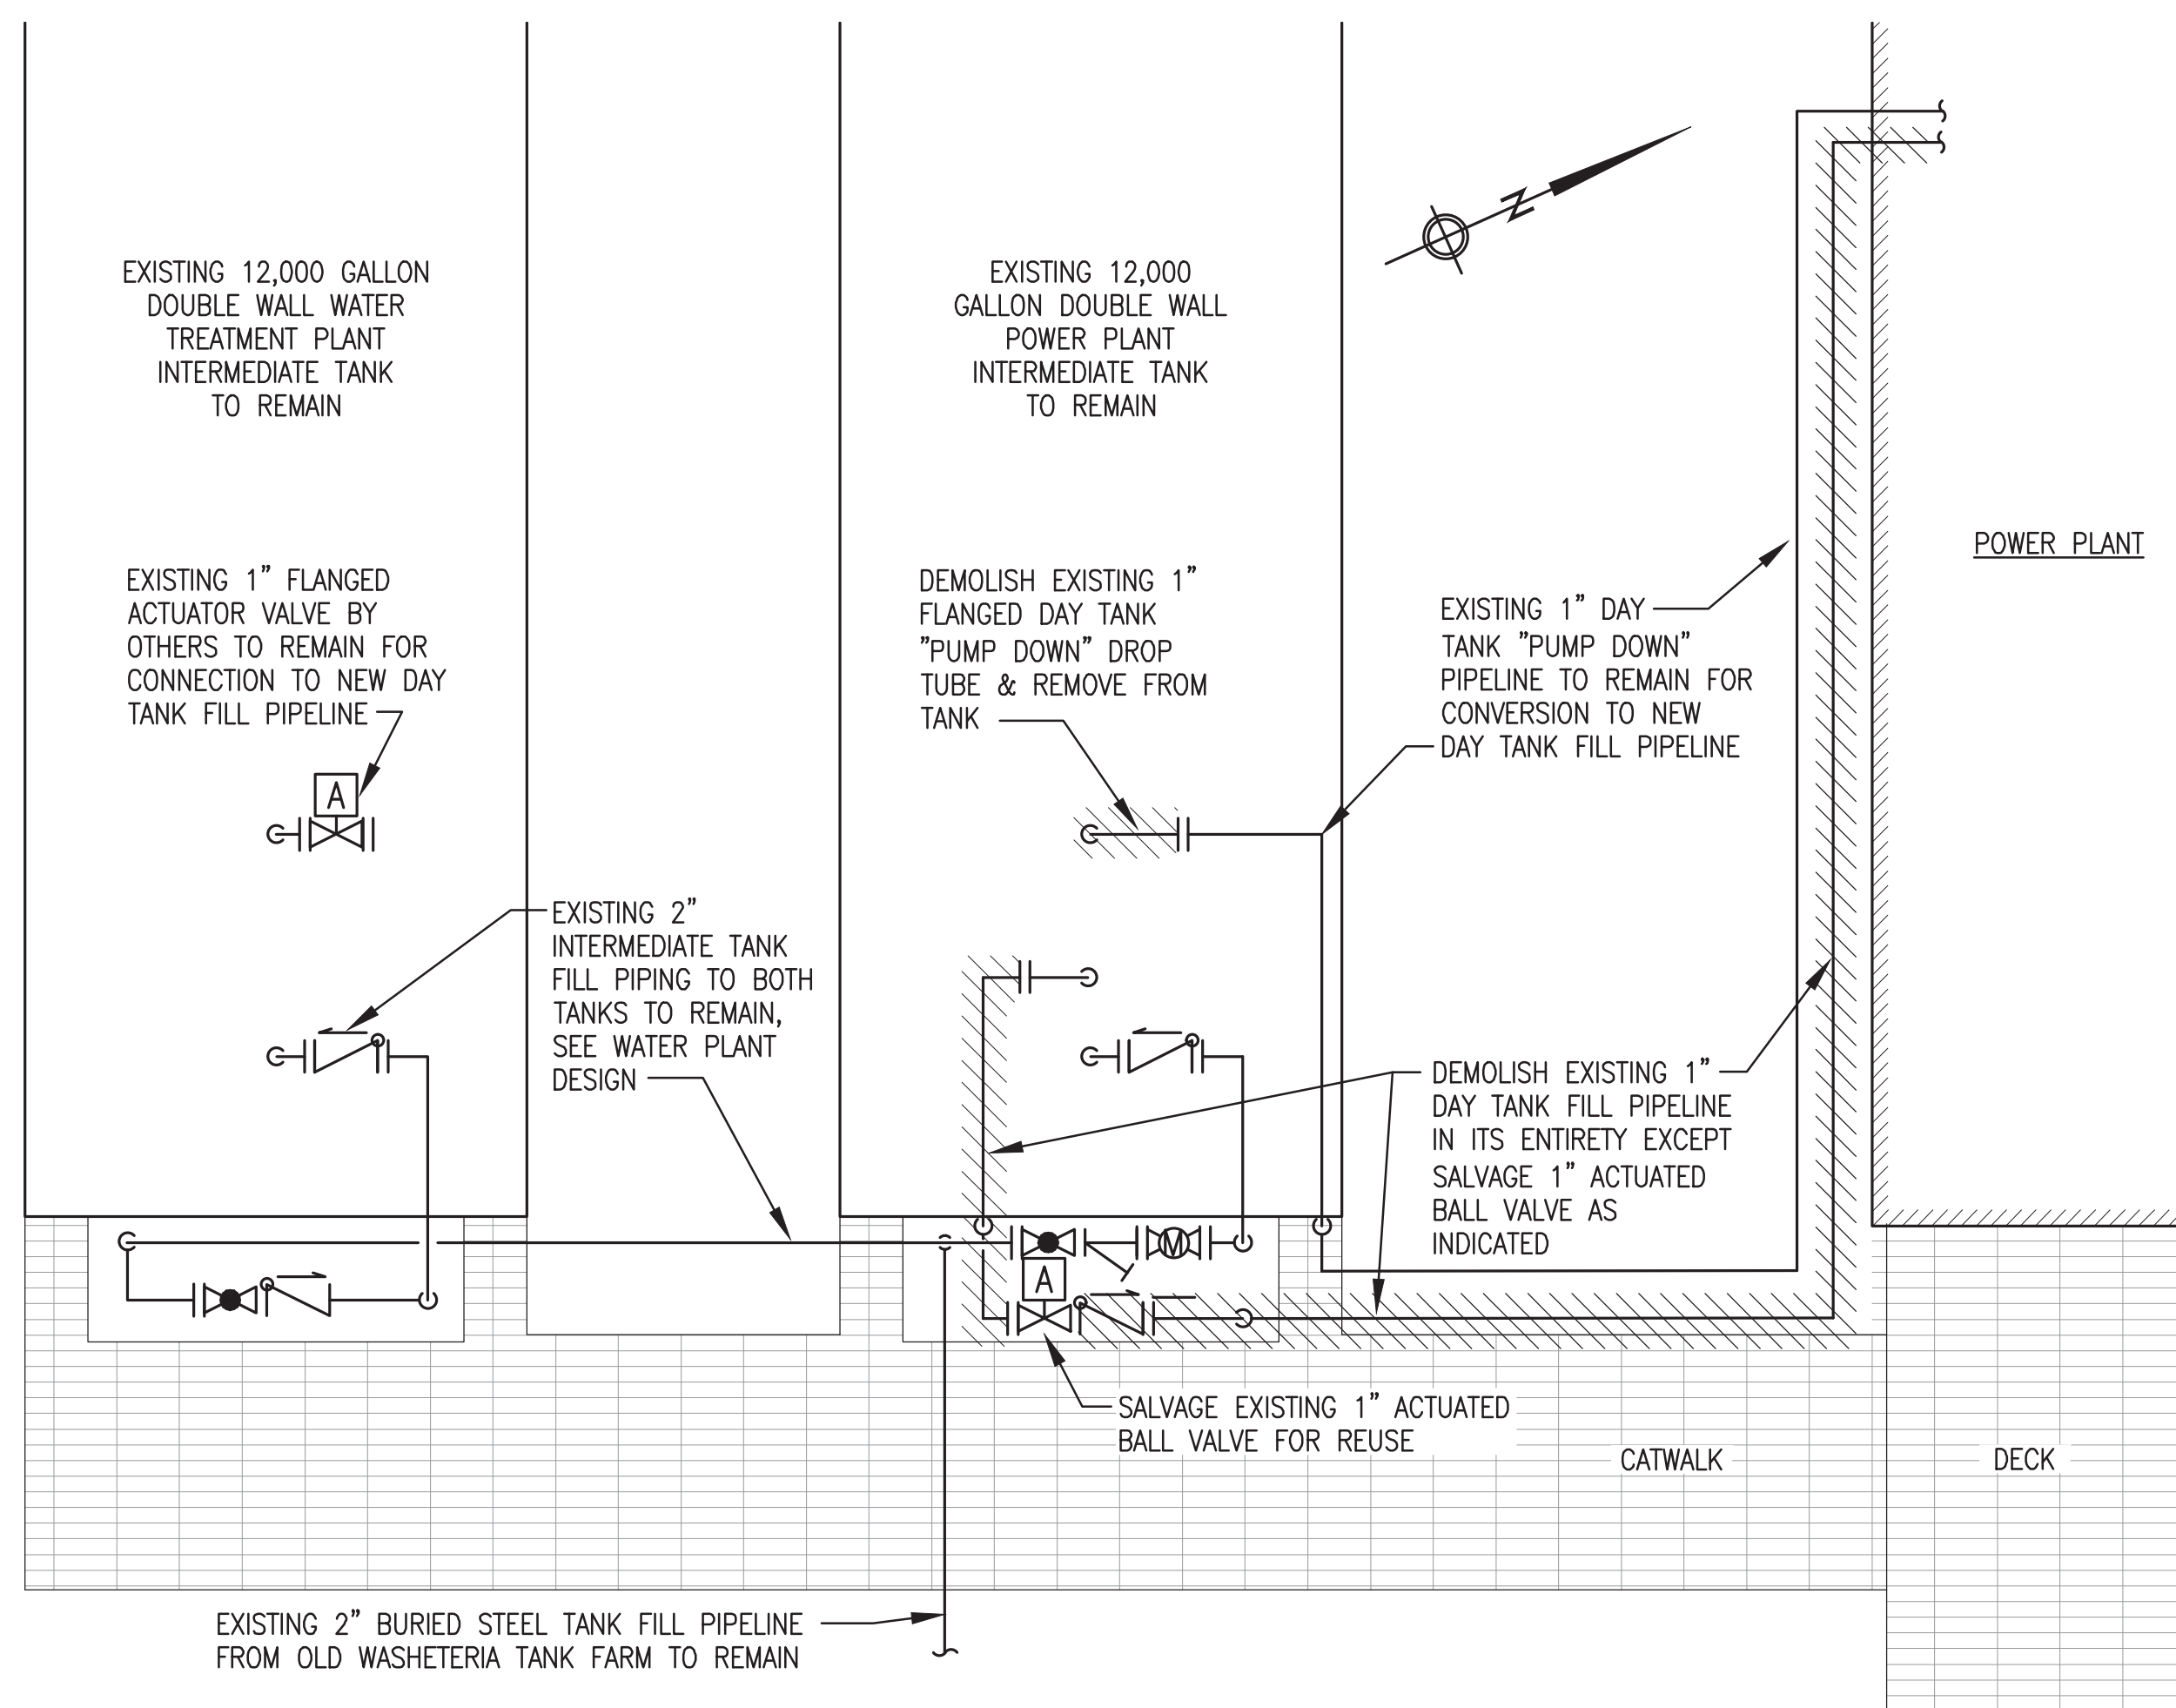 EXISTING 12,000 GALLON
DOUBLE WALL WATER
TREATMENT PLANT
INTERMEDIATE TANK
TO REMAIN
EXISTING 12,000
GALLON DOUBLE WALL
POWER PLANT
INTERMEDIATE TANK
TO REMAIN
N
POWER PLANT
EXISTING 1" FLANGED
ACTUATOR VALVE BY
OTHERS TO REMAIN FOR
CONNECTION TO NEW DAY
TANK FILL PIPELINE
A
DEMOLISH EXISTING 1"
FLANGED DAY TANK
"PUMP DOWN" DROP
TUBE & REMOVE FROM
TANK
EXISTING 1" DAY
TANK "PUMP DOWN"
PIPELINE TO REMAIN FOR
CONVERSION TO NEW
DAY TANK FILL PIPELINE
EXISTING 2"
INTERMEDIATE TANK
FILL PIPING TO BOTH
TANKS TO REMAIN,
SEE WATER PLANT
DESIGN
DEMOLISH EXISTING 1"
DAY TANK FILL PIPELINE
IN ITS ENTIRETY EXCEPT
SALVAGE 1" ACTUATED
BALL VALVE AS
INDICATED
M
A
SALVAGE EXISTING 1" ACTUATED
BALL VALVE FOR REUSE
CATWALK
DECK
EXISTING 2" BURIED STEEL TANK FILL PIPELINE
FROM OLD WASHETERIA TANK FARM TO REMAIN